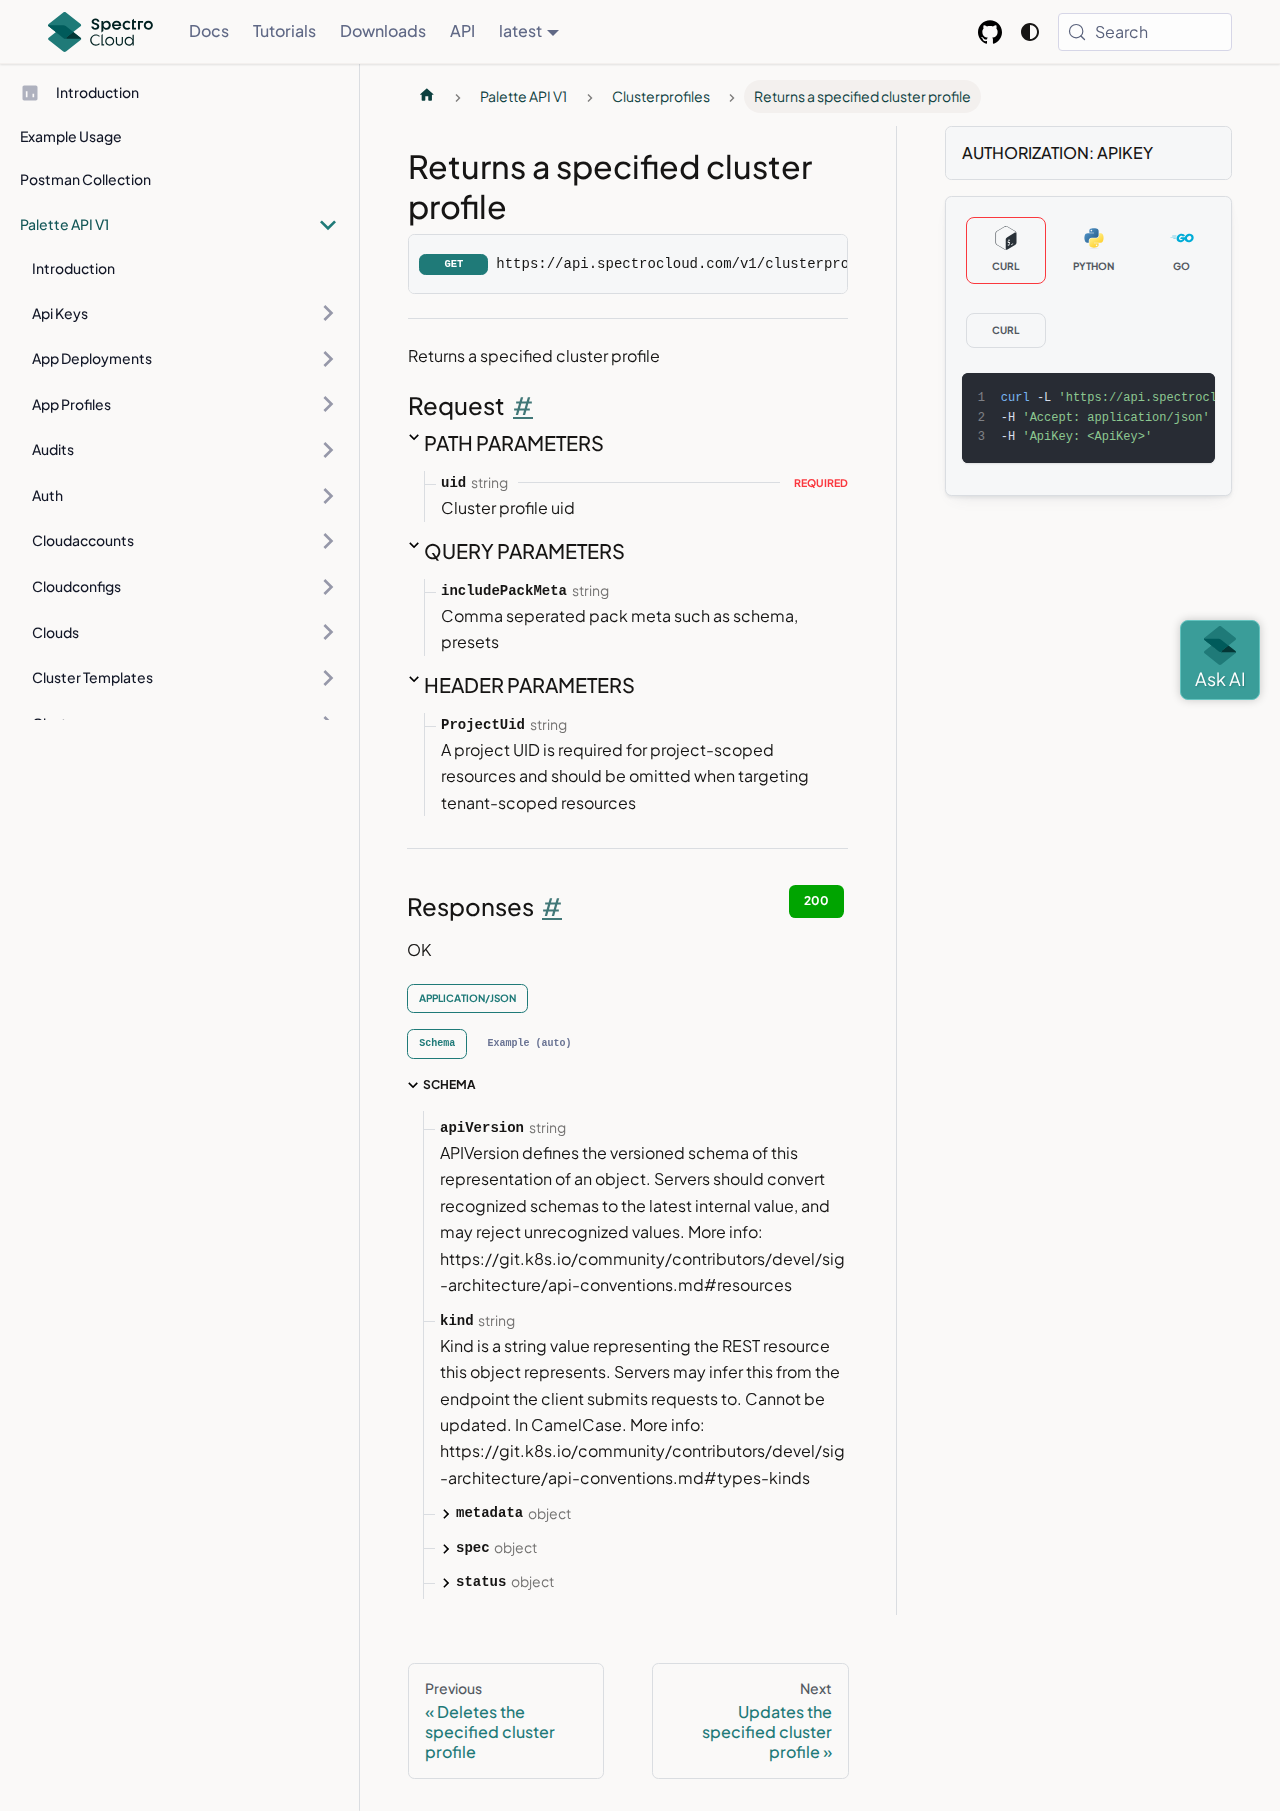 Spectro
Cloud
Docs
Tutorials
Downloads
API
latest
Search
Introduction
Example Usage
Postman Collection
Palette API V1
Introduction
Api Keys
App Deployments
App Profiles
Audits
Auth
Cloudaccounts
Cloudconfigs
Clouds
Cluster Templates
Palette API V1
Clusterprofiles
Returns a specified cluster profile
Returns a specified cluster
profile
GET https://api.spectrocloud.com/v1/clusterpro
Returns a specified cluster profile
Request #
PATH PARAMETERS
uid string REQUIRED
Cluster profile uid
QUERY PARAMETERS
includePackMeta string
Comma seperated pack meta such as schema,
presets
HEADER PARAMETERS
ProjectUid string
A project UID is required for project-scoped
resources and should be omitted when targeting
tenant-scoped resources
Responses #
200
OK
APPLICATION/JSON
Schema Example (auto)
SCHEMA
apiVersion string
APIVersion defines the versioned schema of this
representation of an object. Servers should convert
recognized schemas to the latest internal value, and
may reject unrecognized values. More info:
https://git.k8s.io/community/contributors/devel/sig
-architecture/api-conventions.md#resources
kind string
Kind is a string value representing the REST resource
this object represents. Servers may infer this from the
endpoint the client submits requests to. Cannot be
updated. In CamelCase. More info:
https://git.k8s.io/community/contributors/devel/sig
-architecture/api-conventions.md#types-kinds
metadata object
spec object
status object
Previous
« Deletes the
specified cluster
profile
Next
Updates the
specified cluster
profile »
AUTHORIZATION: APIKEY
CURL
PYTHON
GO
GO
CURL
1 curl -L 'https://api.spectrocl
2 -H 'Accept: application/json'
3 -H 'ApiKey: <ApiKey>'
Ask AI